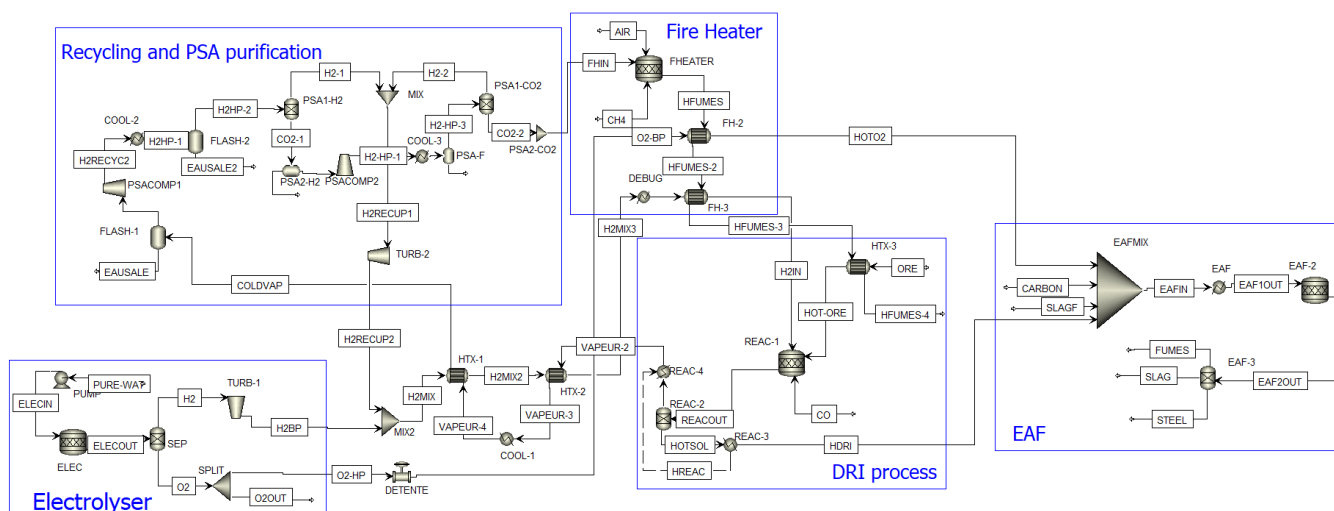 Recycling and PSA purification
H2-1
H2-2
PSA1-CO2
PSA1-H2
MIX
H2HP-2
COOL-2
H2HP-1
FLASH-2
H2-HP-3
CO2-1
CO2-2
PSA2-CO2
H2RECYC2
EAUSALE2
H2-HP-1
COOL-3
PSA-F
PSA2-H2
PSACOMP2
PSACOMP1
H2RECUP1
FLASH-1
TURB-2
EAUSALE
COLDVAP
Fire Heater
AIR
FHEATER
FHIN
HFUMES
CH4
O2-BP
FH-2
HOTO2
HFUMES-2
DEBUG
FH-3
H2MIX3
HFUMES-3
H2RECUP2
HTX-1
H2MIX
H2MIX2
HTX-2
VAPEUR-2
VAPEUR-3
VAPEUR-4
MIX2
COOL-1
HTX-3
ORE
H2IN
HOT-ORE
HFUMES-4
REAC-1
REAC-4
REAC-2
REACOUT
CO
HOTSOL
REAC-3
HDRI
HREAC
DRI process
EAFMIX
EAF
EAF-2
CARBON
EAFIN
EAF1OUT
SLAGF
FUMES
EAF-3
SLAG
EAF2OUT
STEEL
EAF
PURE-WAT
PUMP
TURB-1
ELECIN
H2
H2BP
ELECOUT
SEP
ELEC
SPLIT
O2
O2-HP
O2OUT
DETENTE
Electrolyser